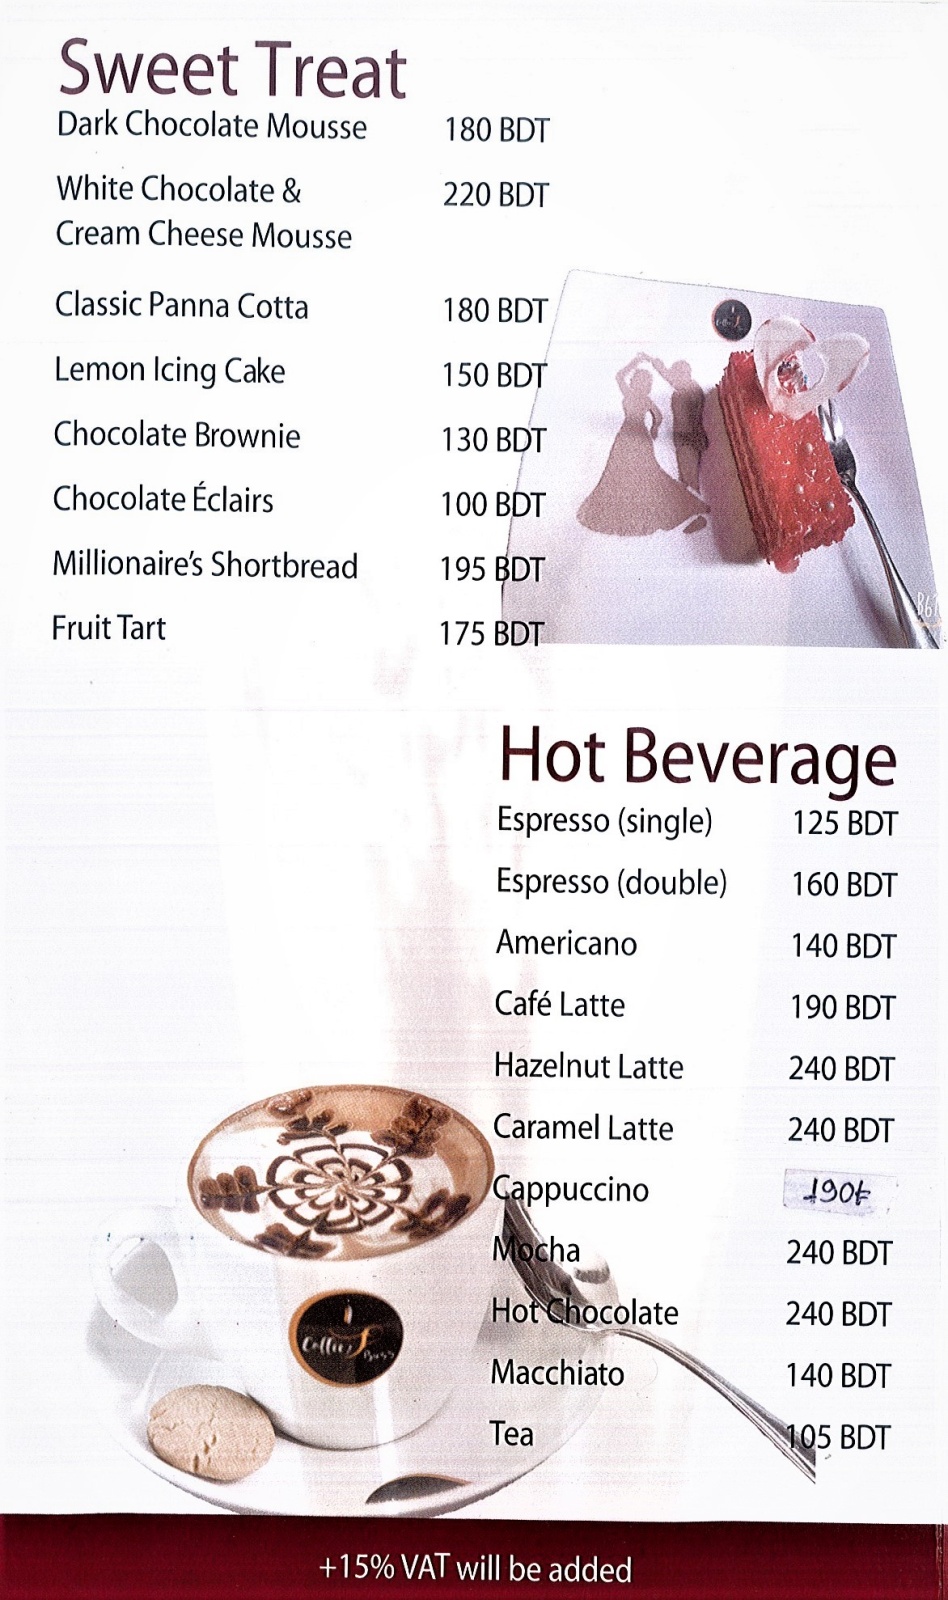 Sweet Treat
Dark Chocolate Mousse 180 BDT
White Chocolate & 220 BDT
Cream Cheese Mousse
Classic Panna Cotta 180 BDT
Lemon Icing Cake 150 BDT
Chocolate Brownie 130 BDT
Chocolate Éclairs 100 BDT
Millionaire's Shortbread 195 BDT
Fruit Tart 175 BDT
Hot Beverage
Espresso (single) 125 BDT
Espresso (double) 160 BDT
Americano 140 BDT
Café Latte 190 BDT
Hazelnut Latte 240 BDT
Caramel Latte 240 BDT
Cappuccino 190৳
Mocha 240 BDT
Hot Chocolate 240 BDT
Macchiato 140 BDT
Tea 105 BDT
Coffee
+15% VAT will be added